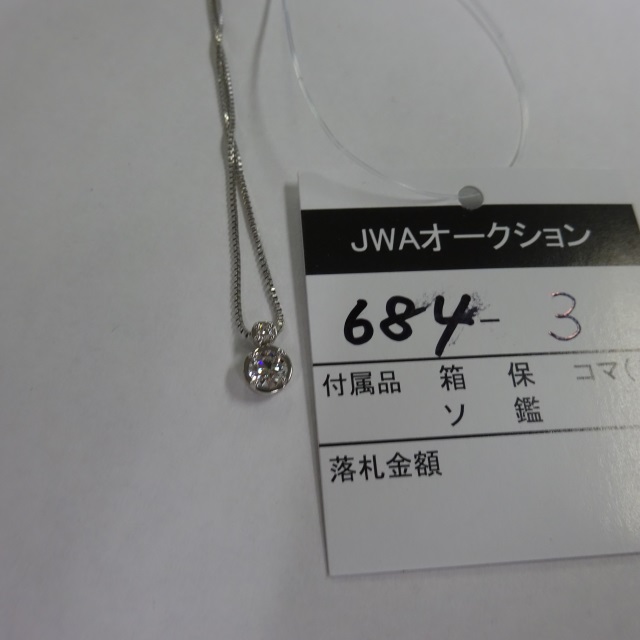 JWAオークション
684-3
付属品 箱 保 コマ(
ソ 鑑
落札金額